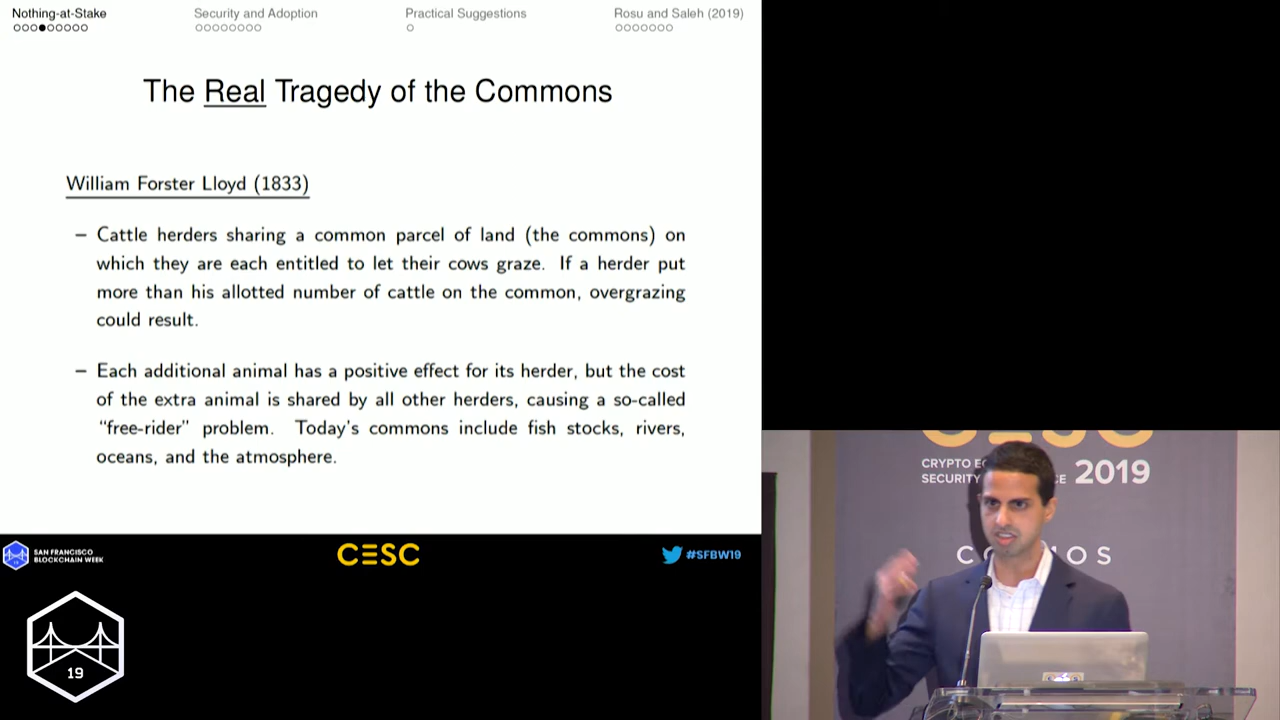 Nothing-at-Stake Security and Adoption Practical Suggestions Rosu and Saleh (2019)
The Real Tragedy of the Commons
William Forster Lloyd (1833)
– Cattle herders sharing a common parcel of land (the commons) on
which they are each entitled to let their cows graze. If a herder put
more than his allotted number of cattle on the common, overgrazing
could result.
– Each additional animal has a positive effect for its herder, but the cost
of the extra animal is shared by all other herders, causing a so-called
“free-rider” problem. Today's commons include fish stocks, rivers,
oceans, and the atmosphere.
SAN FRANCISCO
BLOCKCHAIN WEEK
CESC
#SFBW19
19
CESC
CRYPTO
SECURITY
2019